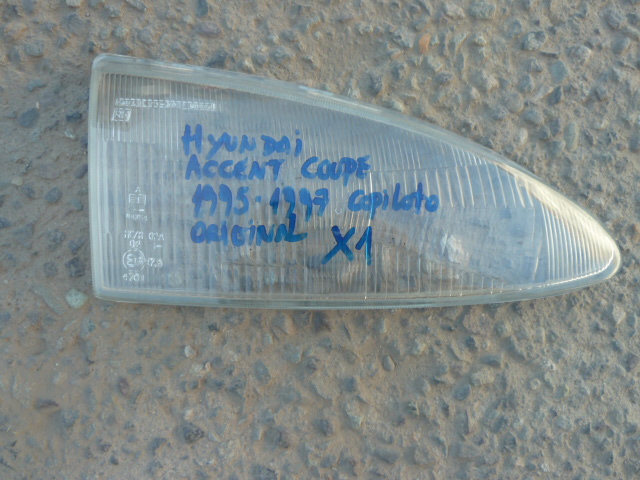 HYUNDAI
ACCENT COUPE
1995-1997 Copiloto
ORIGINAL X1